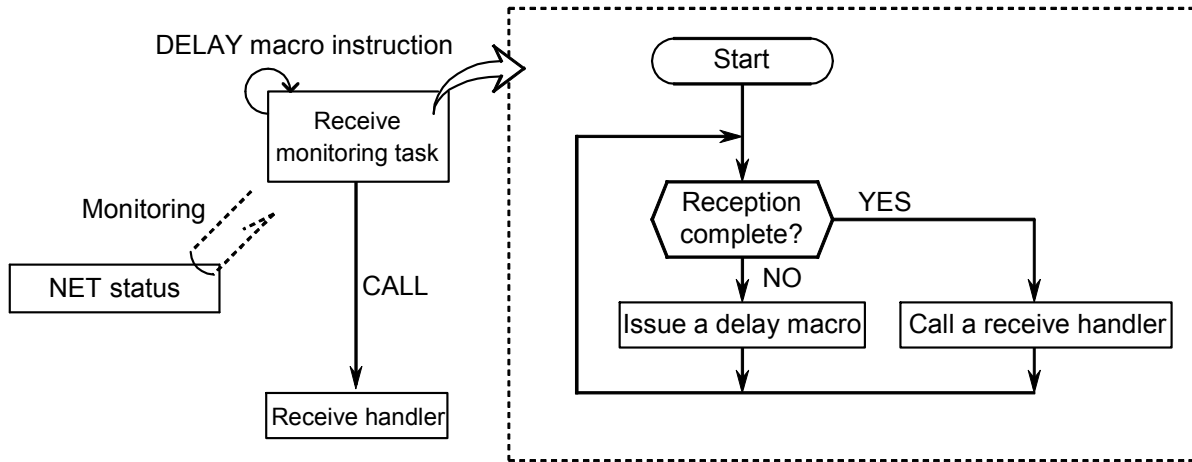 DELAY macro instruction
Receive
monitoring task
Monitoring
NET status
CALL
Receive handler
Start
Reception
complete?
YES
NO
Issue a delay macro
Call a receive handler